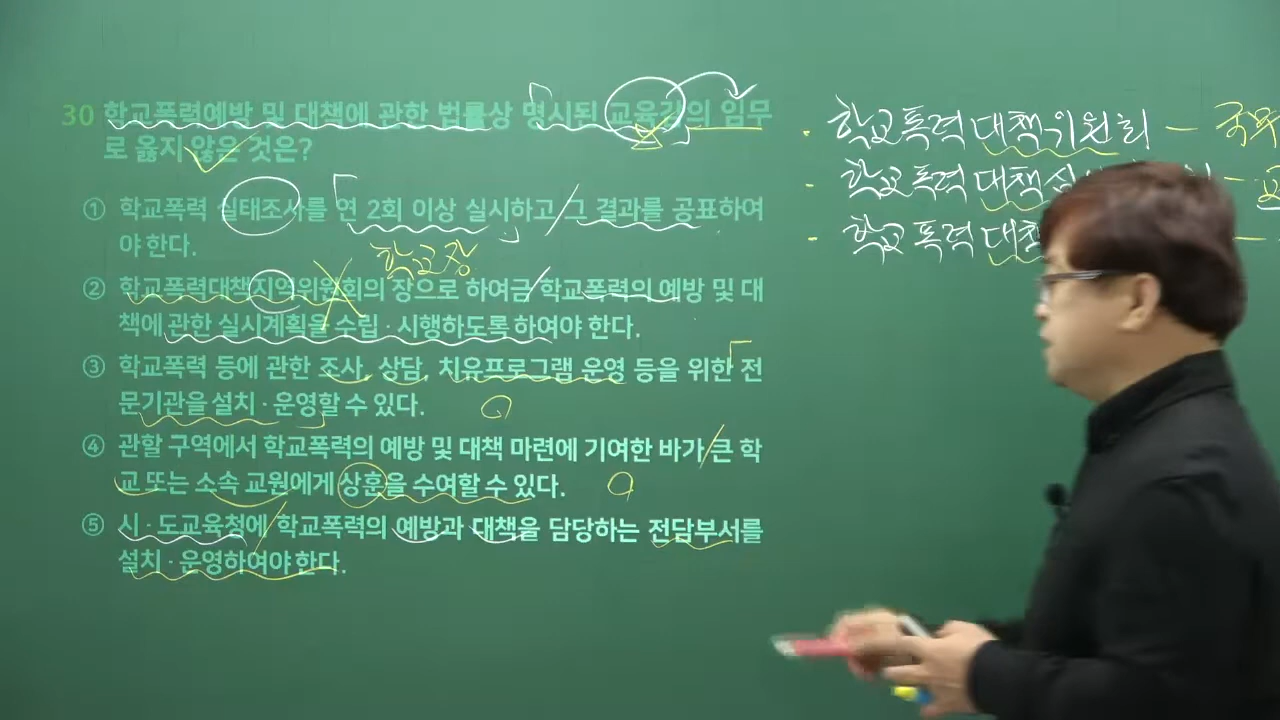 30 학교폭력예방 및 대책에 관한 법률상 명시된 교육감의 임무
로 옳지 않은 것은?
① 학교폭력 실태조사를 연 2회 이상 실시하고 그 결과를 공표하여
야 한다.
학교장
② 학교폭력대책지역위원회의 장으로 하여금 학교폭력의 예방 및 대
책에 관한 실시계획을 수립·시행하도록 하여야 한다.
③ 학교폭력 등에 관한 조사, 상담, 치유프로그램 운영 등을 위한 전
문기관을 설치·운영할 수 있다.
④ 관할 구역에서 학교폭력의 예방 및 대책 마련에 기여한 바가 큰 학
교 또는 소속 교원에게 상훈을 수여할 수 있다.
⑤ 시·도교육청에 학교폭력의 예방과 대책을 담당하는 전담부서를
설치·운영하여야 한다.
· 학교폭력 대책위원회 –
- 학교폭력 대책심
- 학교폭력 대책